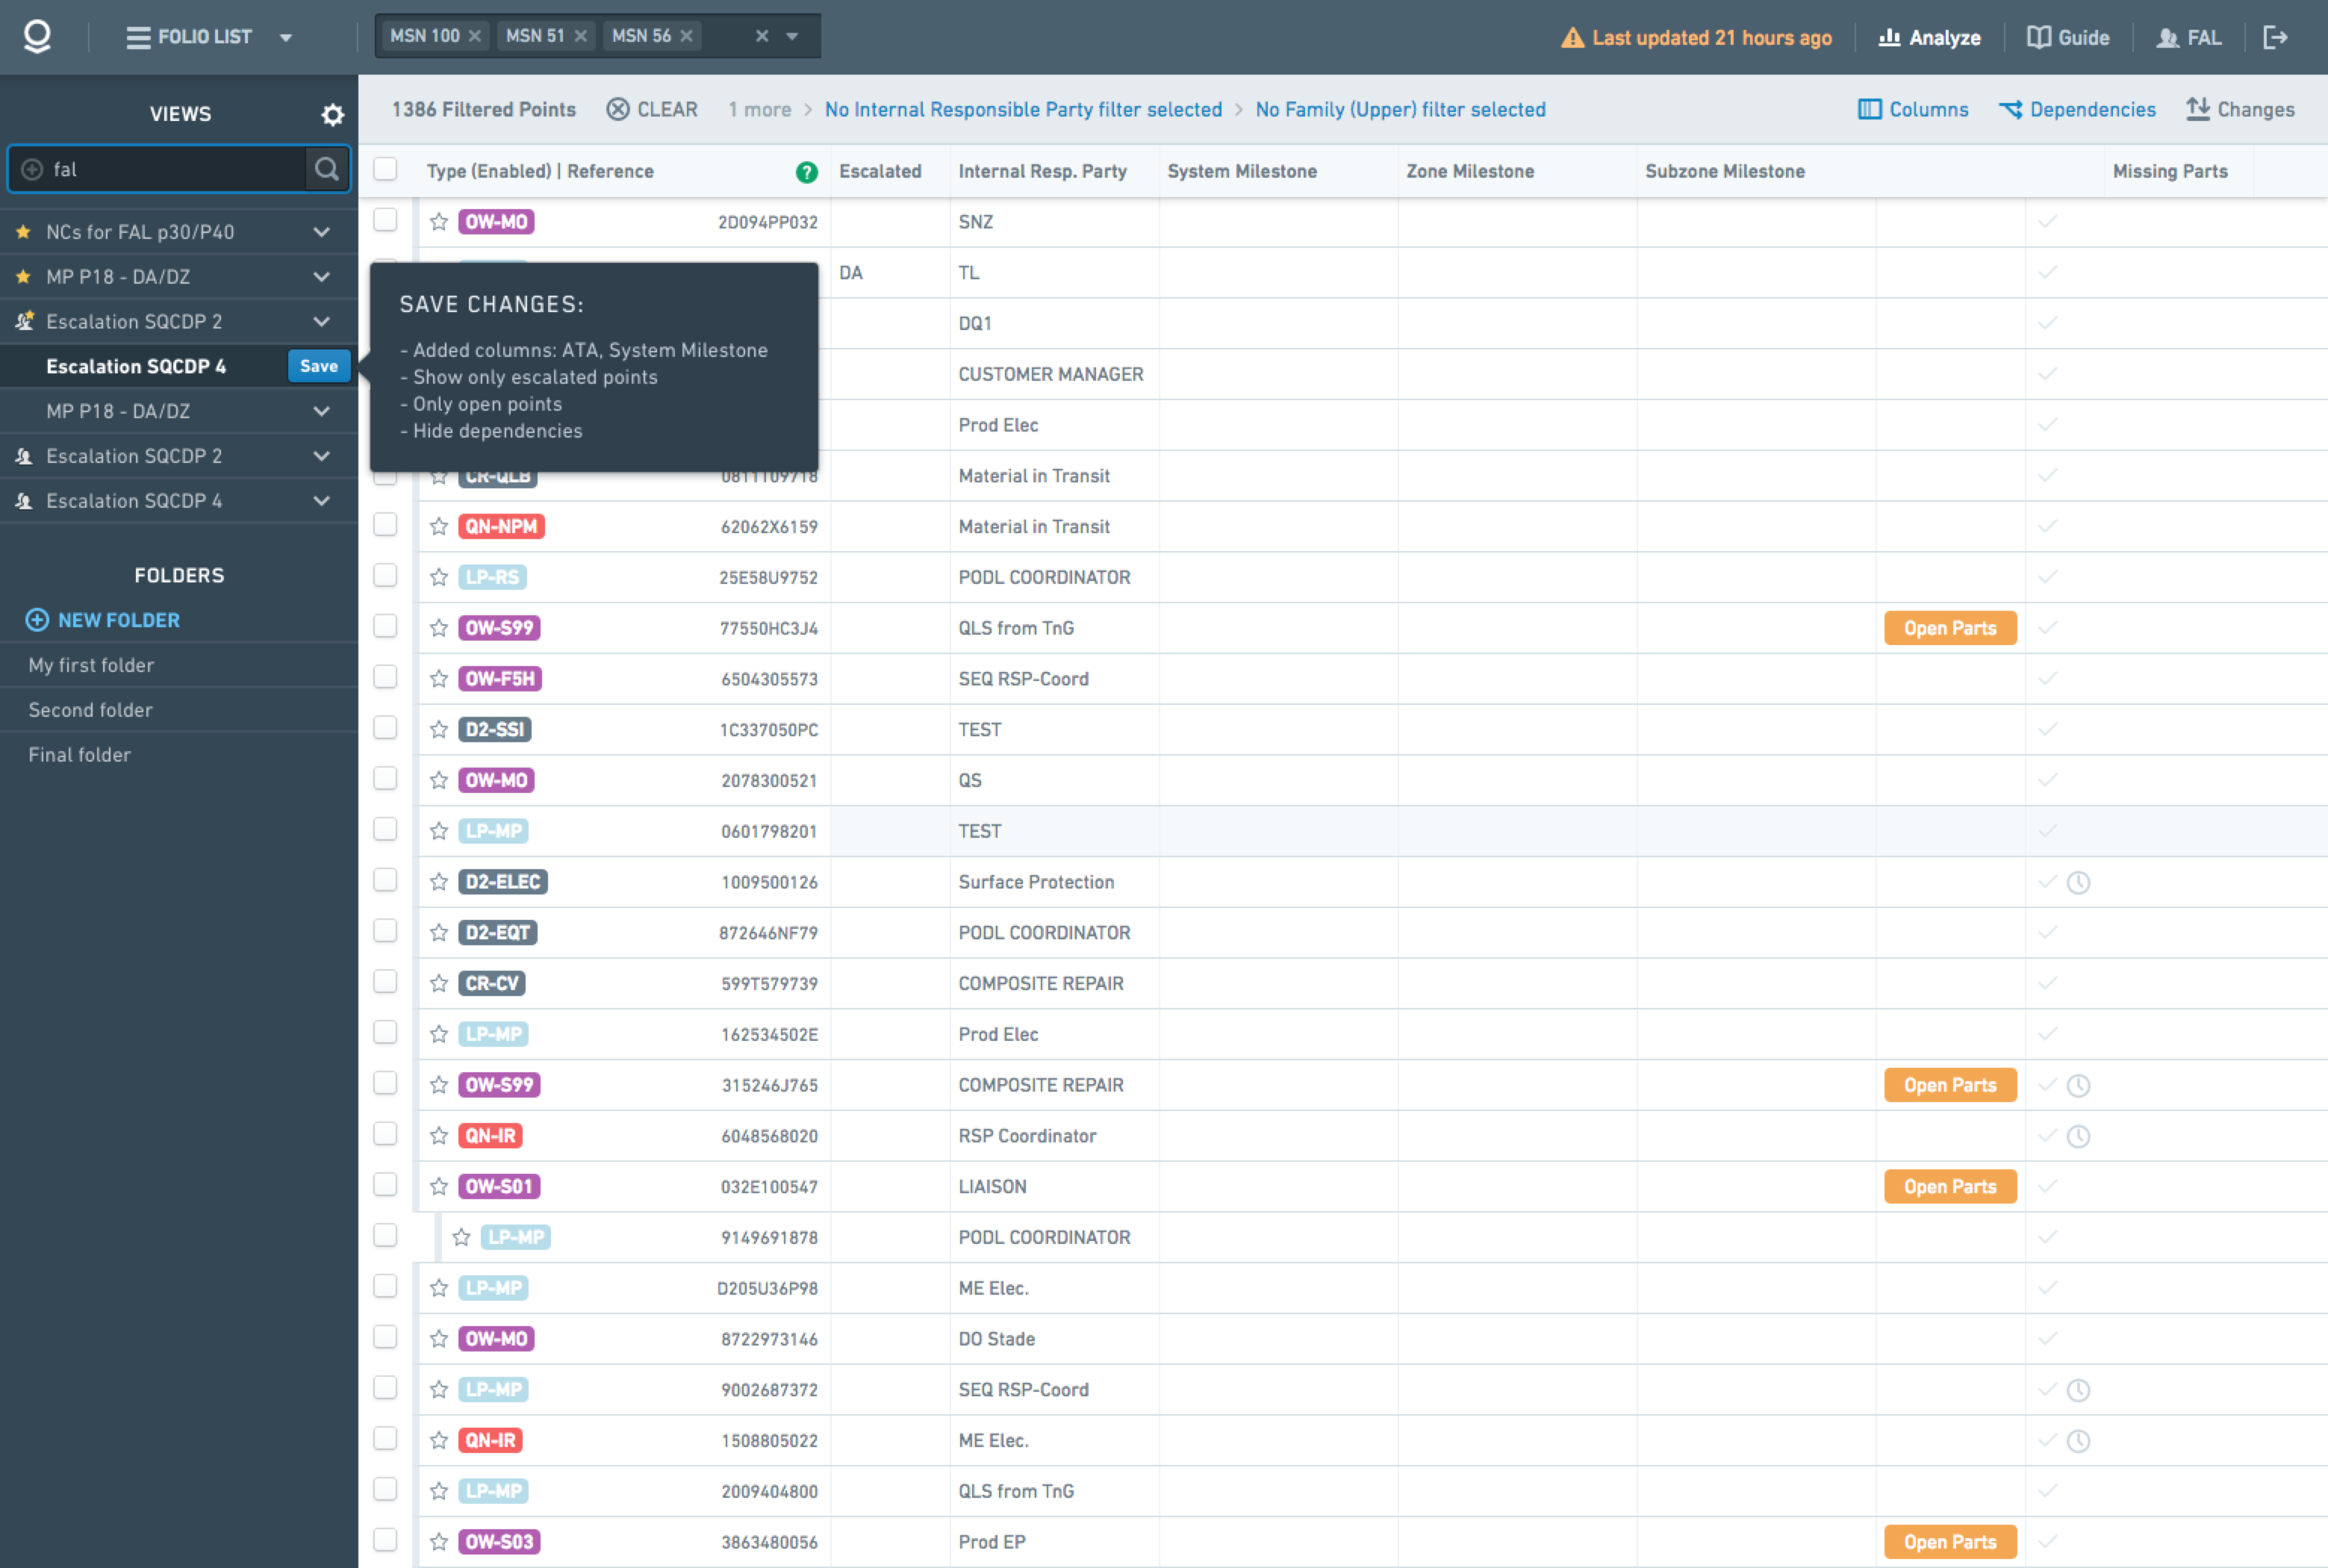 FOLIO LIST
MSN 100 MSN 51 MSN 56
Last updated 21 hours ago
Analyze
Guide
FAL
VIEWS
fal
NCs for FAL p30/P40
MP P18 - DA/DZ
Escalation SQCDP 2
Escalation SQCDP 4 Save
MP P18 - DA/DZ
Escalation SQCDP 2
Escalation SQCDP 4
FOLDERS
NEW FOLDER
My first folder
Second folder
Final folder
SAVE CHANGES:
- Added columns: ATA, System Milestone
- Show only escalated points
- Only open points
- Hide dependencies
1386 Filtered Points CLEAR 1 more > No Internal Responsible Party filter selected > No Family (Upper) filter selected
Columns Dependencies Changes
Type (Enabled) | Reference ? Escalated Internal Resp. Party System Milestone Zone Milestone Subzone Milestone Missing Parts
OW-MO 2D094PP032 SNZ
DA TL
DQ1
CUSTOMER MANAGER
Prod Elec
CR-QLB 0811109718 Material in Transit
QN-NPM 62062X6159 Material in Transit
LP-RS 25E58U9752 PODL COORDINATOR
OW-S99 77550HC3J4 QLS from TnG Open Parts
OW-F5H 6504305573 SEQ RSP-Coord
D2-SSI 1C337050PC TEST
OW-MO 2078300521 QS
LP-MP 0601798201 TEST
D2-ELEC 1009500126 Surface Protection
D2-EQT 872646NF79 PODL COORDINATOR
CR-CV 599T579739 COMPOSITE REPAIR
LP-MP 162534502E Prod Elec
OW-S99 315246J765 COMPOSITE REPAIR Open Parts
QN-IR 6048568020 RSP Coordinator
OW-S01 032E100547 LIAISON Open Parts
LP-MP 9149691878 PODL COORDINATOR
LP-MP D205U36P98 ME Elec.
OW-MO 8722973146 DO Stade
LP-MP 9002687372 SEQ RSP-Coord
QN-IR 1508805022 ME Elec.
LP-MP 2009404800 QLS from TnG
OW-S03 3863480056 Prod EP Open Parts